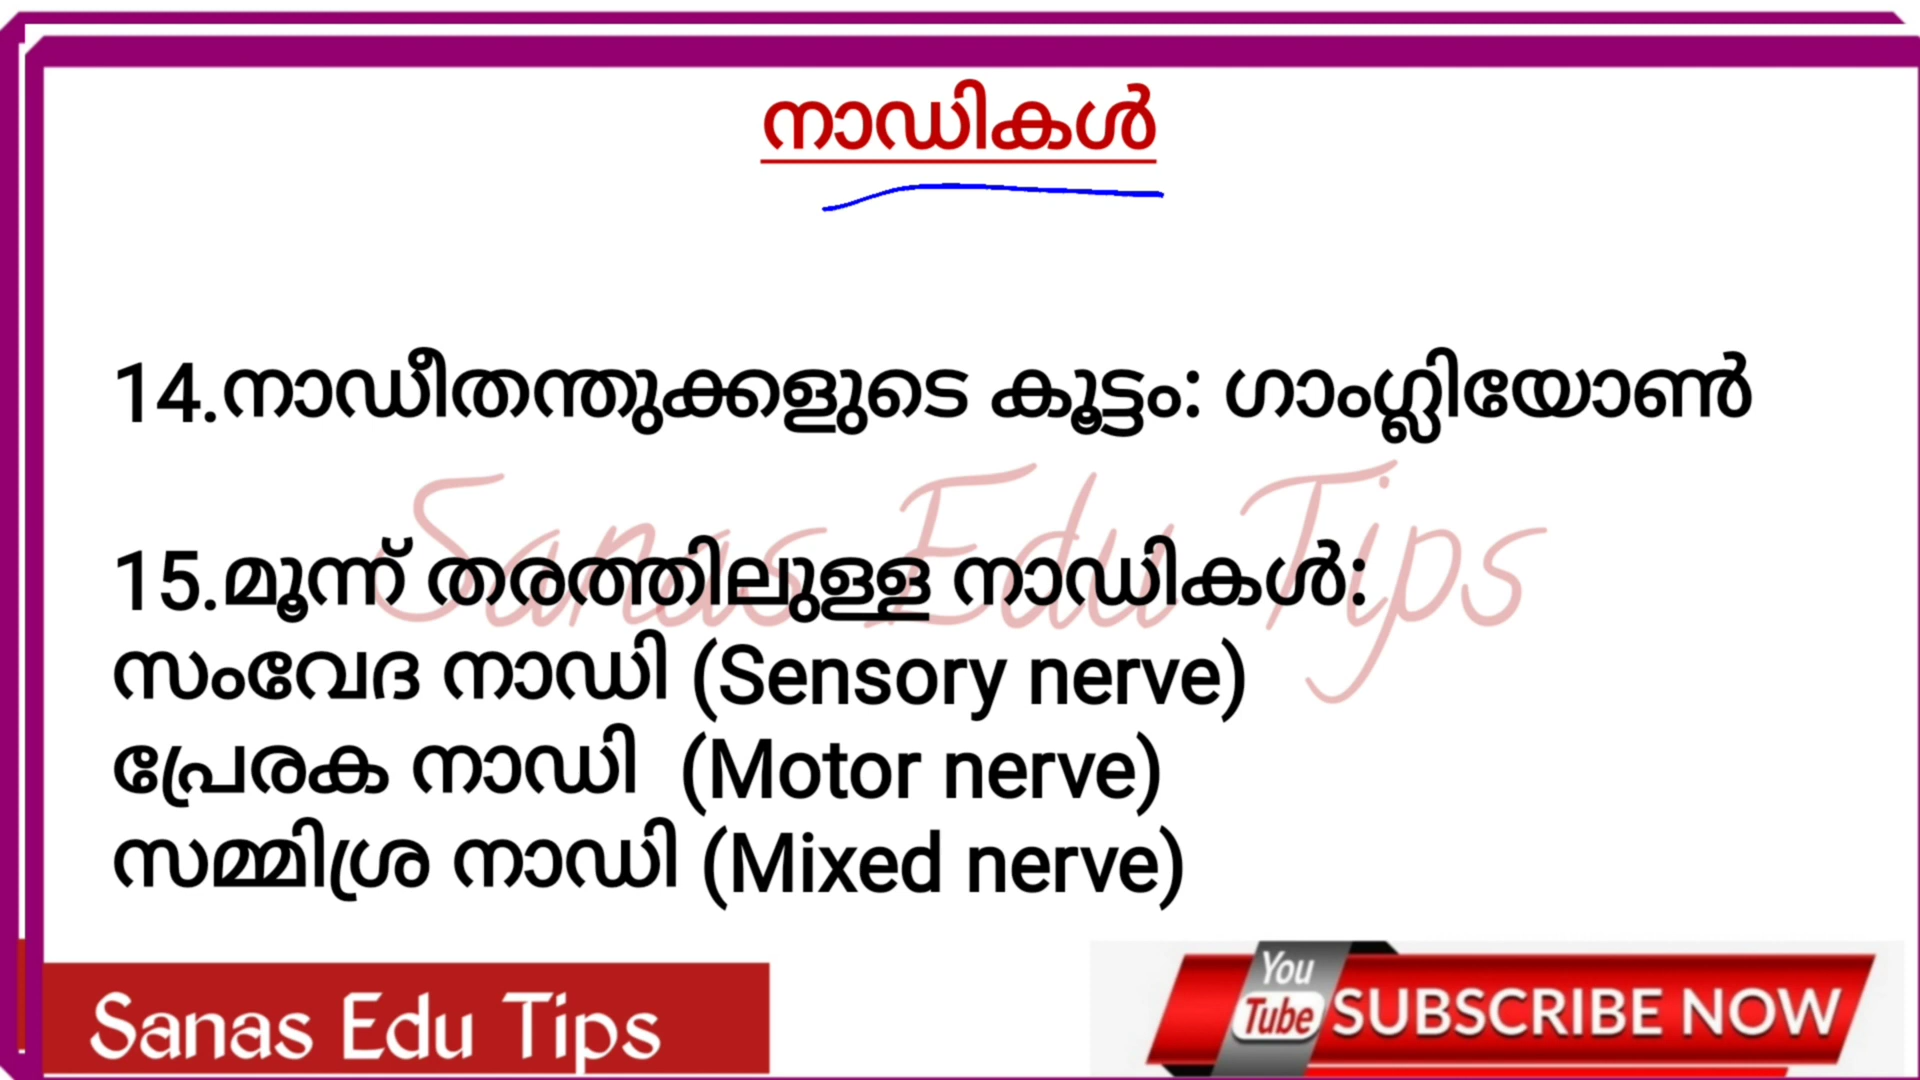 നാഡികൾ
14.നാഡീതന്തുക്കളുടെ കൂട്ടം: ഗാംഗ്ലിയോൺ
Sanas Edu Tips
15.മൂന്ന് തരത്തിലുള്ള നാഡികൾ:
സംവേദ നാഡി (Sensory nerve)
പ്രേരക നാഡി (Motor nerve)
സമ്മിശ്ര നാഡി (Mixed nerve)
Sanas Edu Tips
You
Tube SUBSCRIBE NOW